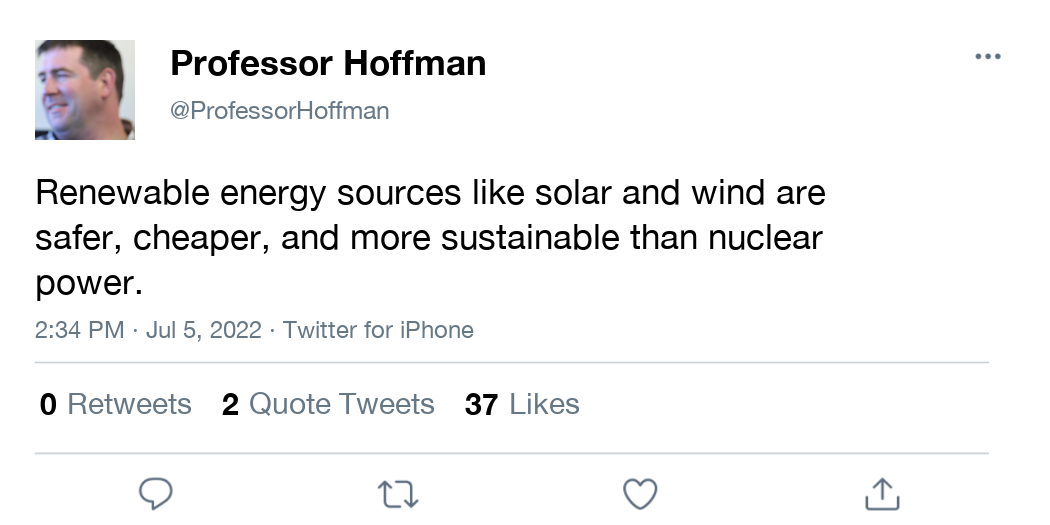 Professor Hoffman
@ProfessorHoffman
Renewable energy sources like solar and wind are
safer, cheaper, and more sustainable than nuclear
power.
2:34 PM · Jul 5, 2022 · Twitter for iPhone
0 Retweets 2 Quote Tweets 37 Likes